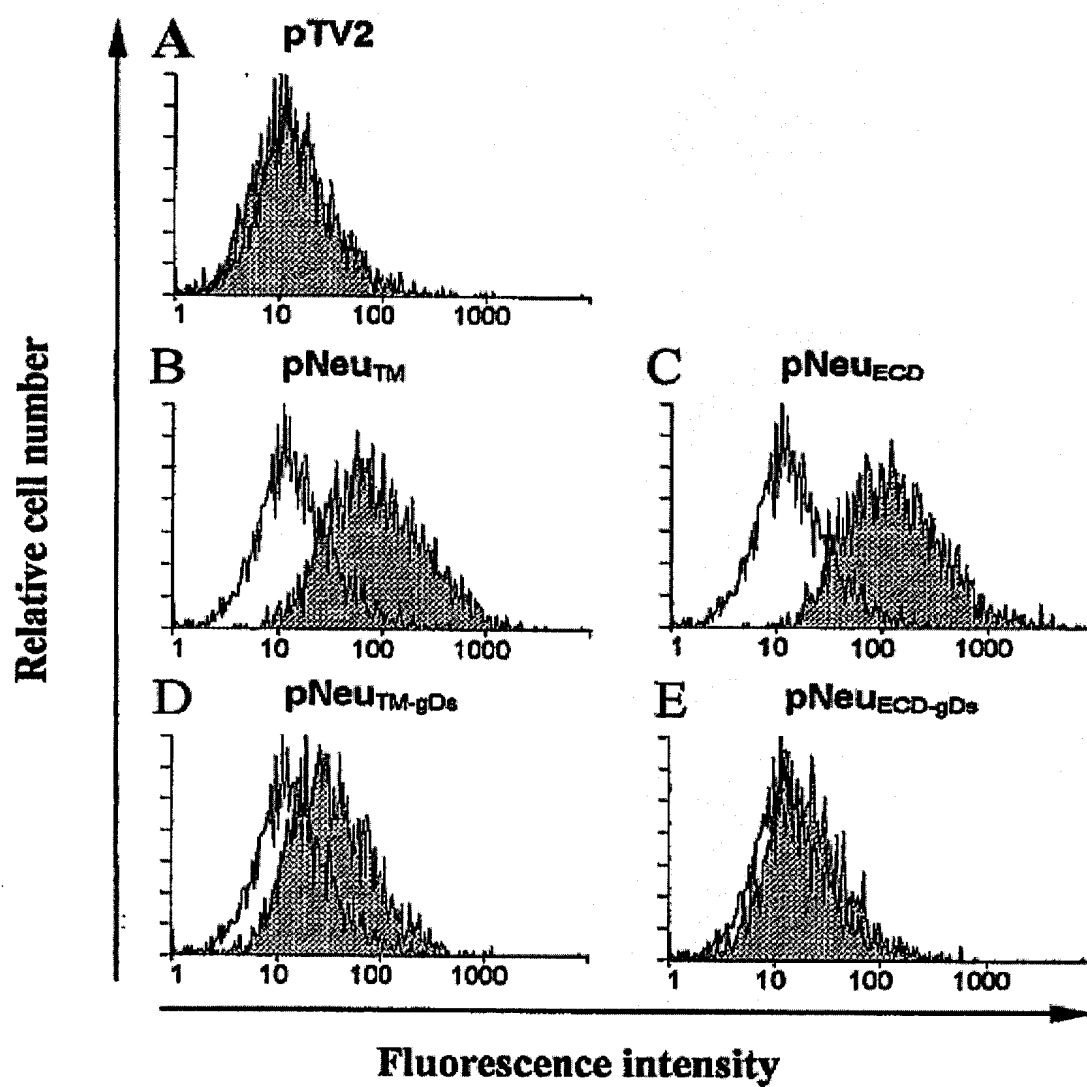 A pTV2
1 10 100 1000
B pNeuTM C pNeuECD
1 10 100 1000 1 10 100 1000
D pNeuTM-gDs E pNeuECD-gDs
1 10 100 1000 1 10 100 1000
Relative cell number
Fluorescence intensity